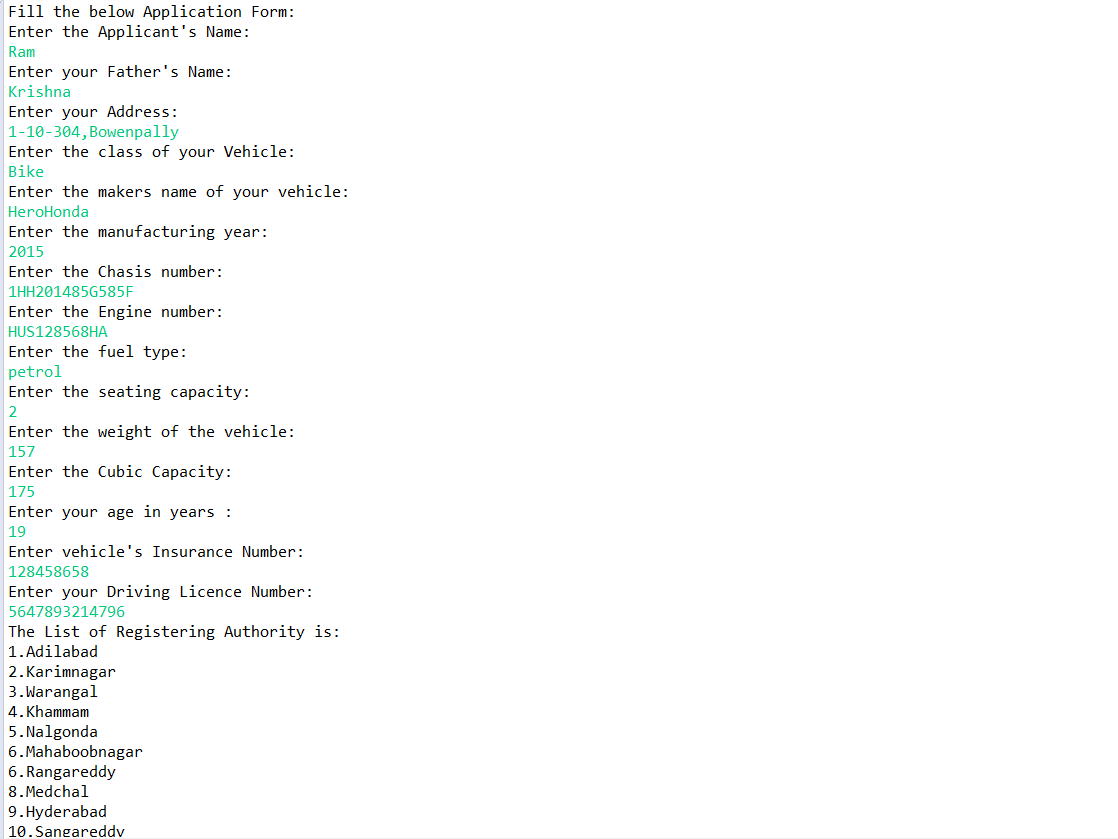 Fill the below Application Form:
Enter the Applicant's Name:
Ram
Enter your Father's Name:
Krishna
Enter your Address:
1-10-304,Bowenpally
Enter the class of your Vehicle:
Bike
Enter the makers name of your vehicle:
HeroHonda
Enter the manufacturing year:
2015
Enter the Chasis number:
1HH201485G585F
Enter the Engine number:
HUS128568HA
Enter the fuel type:
petrol
Enter the seating capacity:
2
Enter the weight of the vehicle:
157
Enter the Cubic Capacity:
175
Enter your age in years :
19
Enter vehicle's Insurance Number:
128458658
Enter your Driving Licence Number:
5647893214796
The List of Registering Authority is:
1.Adilabad
2.Karimnagar
3.Warangal
4.Khammam
5.Nalgonda
6.Mahaboobnagar
6.Rangareddy
8.Medchal
9.Hyderabad
10.Sangareddy